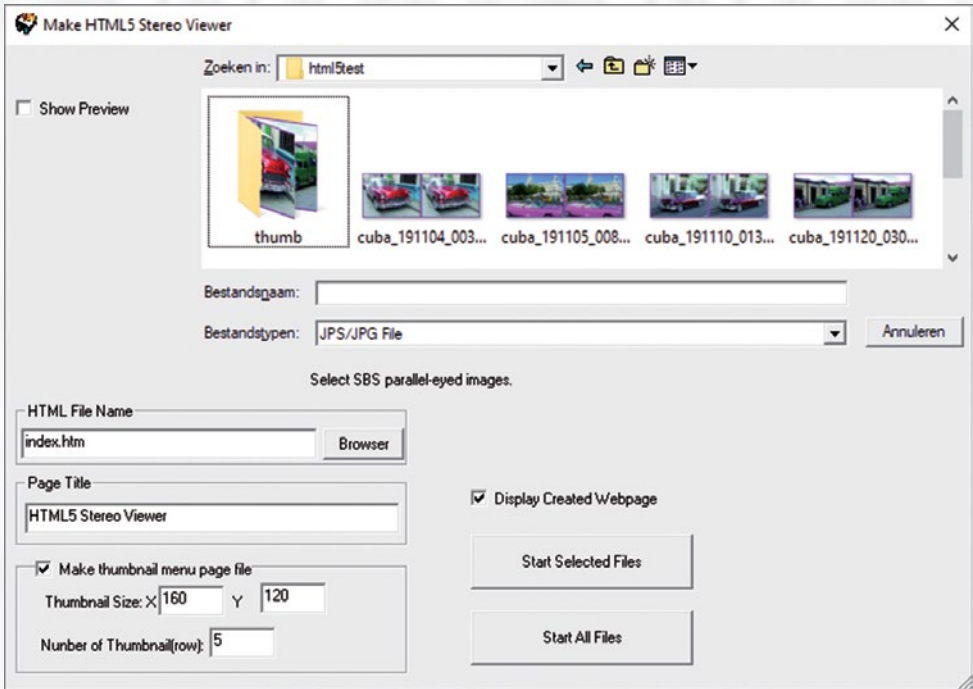 Make HTML5 Stereo Viewer
Zoeken in: html5test
Show Preview
thumb
cuba_191104_003...
cuba_191105_008...
cuba_191110_013...
cuba_191120_030...
Bestandsnaam:
Bestandstypen: JPS/JPG File
Annuleren
Select SBS parallel-eyed images.
HTML File Name
index.htm
Browser
Page Title
HTML5 Stereo Viewer
Display Created Webpage
Start Selected Files
Make thumbnail menu page file
Thumbnail Size: X 160 Y 120
Nunber of Thumbnail(row): 5
Start All Files